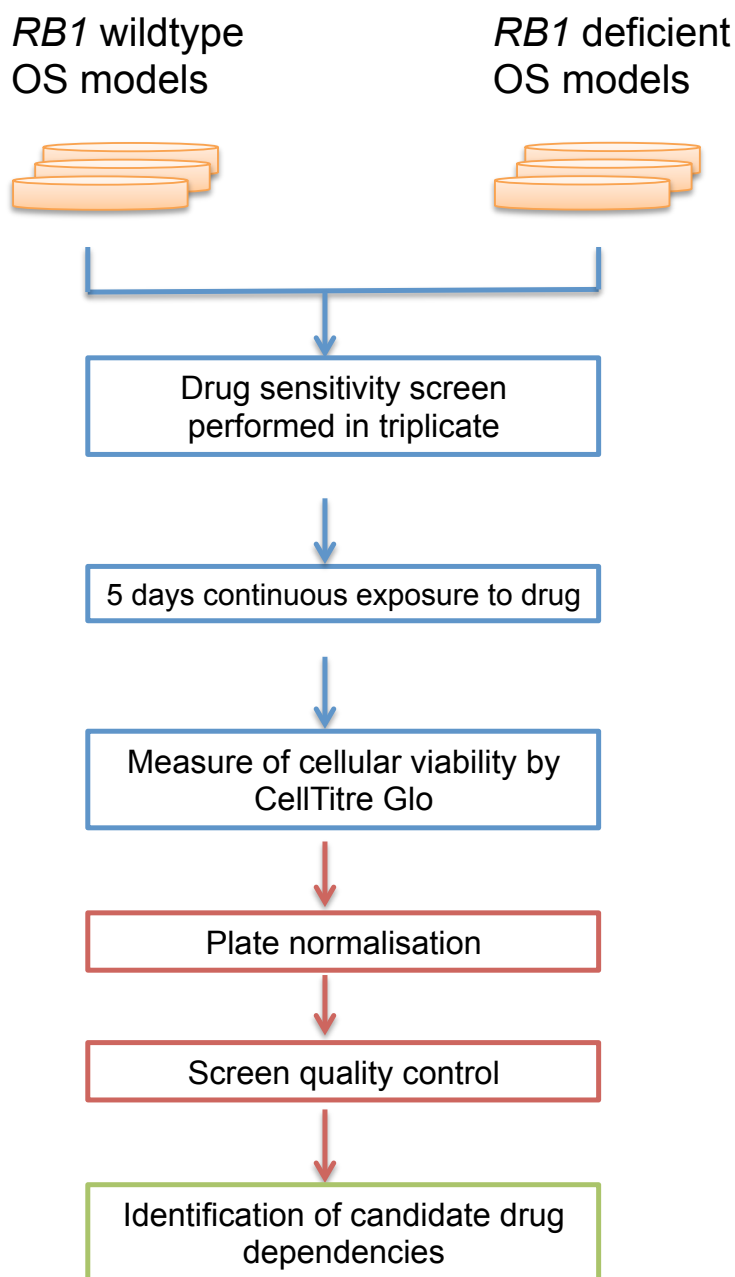 RB1 wildtype
OS models
RB1 deficient
OS models
Drug sensitivity screen
performed in triplicate
5 days continuous exposure to drug
Measure of cellular viability by
CellTitre Glo
Plate normalisation
Screen quality control
Identification of candidate drug
dependencies